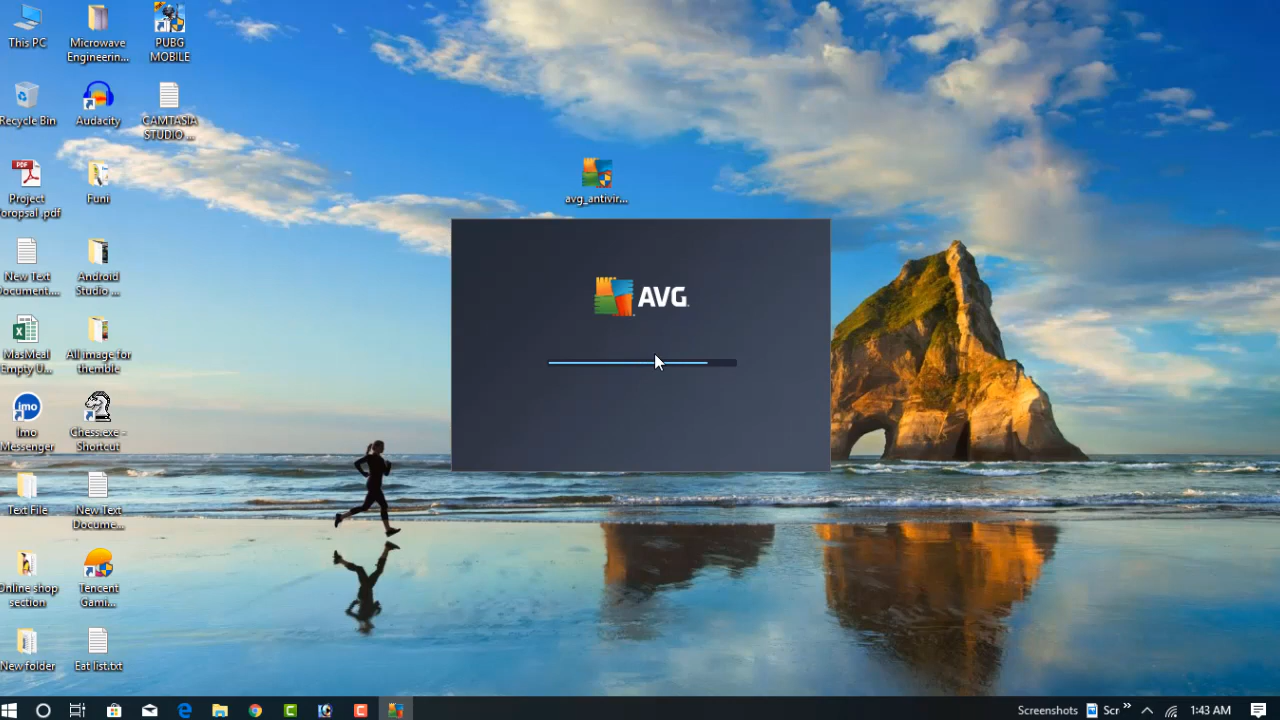 This PC
Microwave
Engineerin...
PUBG
MOBILE
Recycle Bin
Audacity
CAMTASIA
STUDIO ...
Project
oropsal .pdf
Funi
avg_antivir...
New Text
Document....
Android
Studio ...
AVG
MasMeal
Empty U...
All image for
themble
imo
Imo
Messenger
Chess.exe -
Shortcut
Text File
New Text
Docume...
Online shop
section
Tencent
Gami...
New folder
Eat list.txt
Screenshots
Scr
1:43 AM